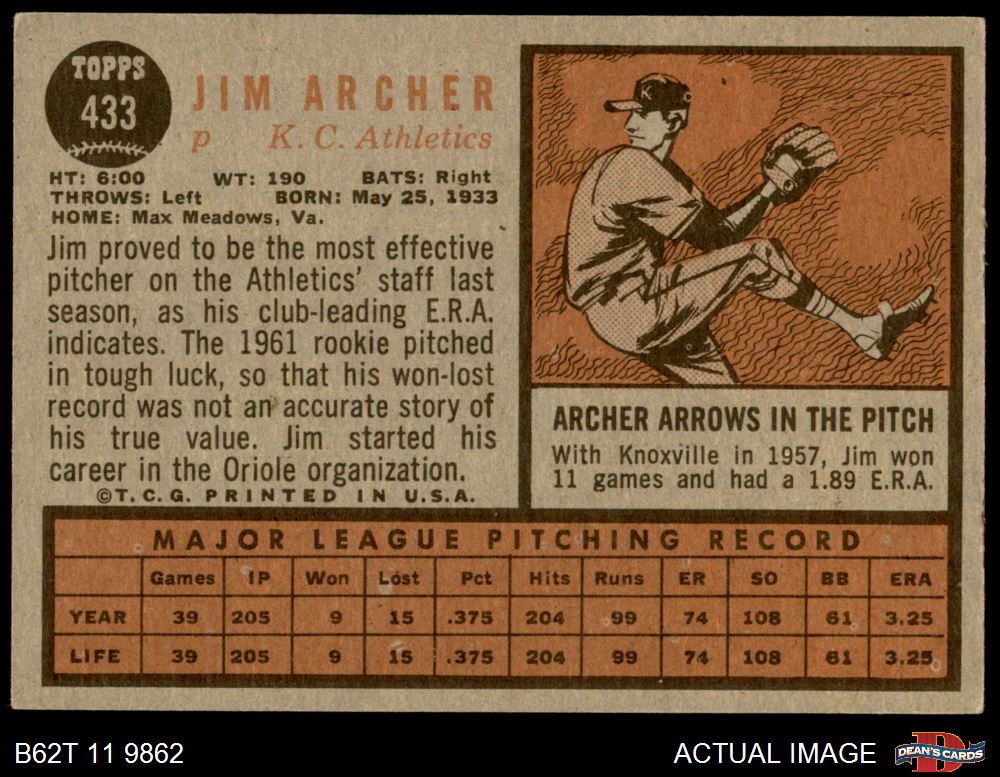 TOPPS
433
JIM ARCHER
p K. C. Athletics
HT: 6:00 WT: 190 BATS: Right
THROWS: Left BORN: May 25, 1933
HOME: Max Meadows, Va.
Jim proved to be the most effective
pitcher on the Athletics' staff last
season, as his club-leading E.R.A.
indicates. The 1961 rookie pitched
in tough luck, so that his won-lost
record was not an accurate story of
his true value. Jim started his
career in the Oriole organization.
©T.C.G. PRINTED IN U.S.A.
K C
ARCHER ARROWS IN THE PITCH
With Knoxville in 1957, Jim won
11 games and had a 1.89 E.R.A.
MAJOR LEAGUE PITCHING RECORD
Games IP Won Lost Pct Hits Runs ER SO BB ERA
YEAR 39 205 9 15 .375 204 99 74 108 61 3.25
LIFE 39 205 9 15 .375 204 99 74 108 61 3.25
B62T 11 9862
ACTUAL IMAGE
D
DEAN'S CARDS